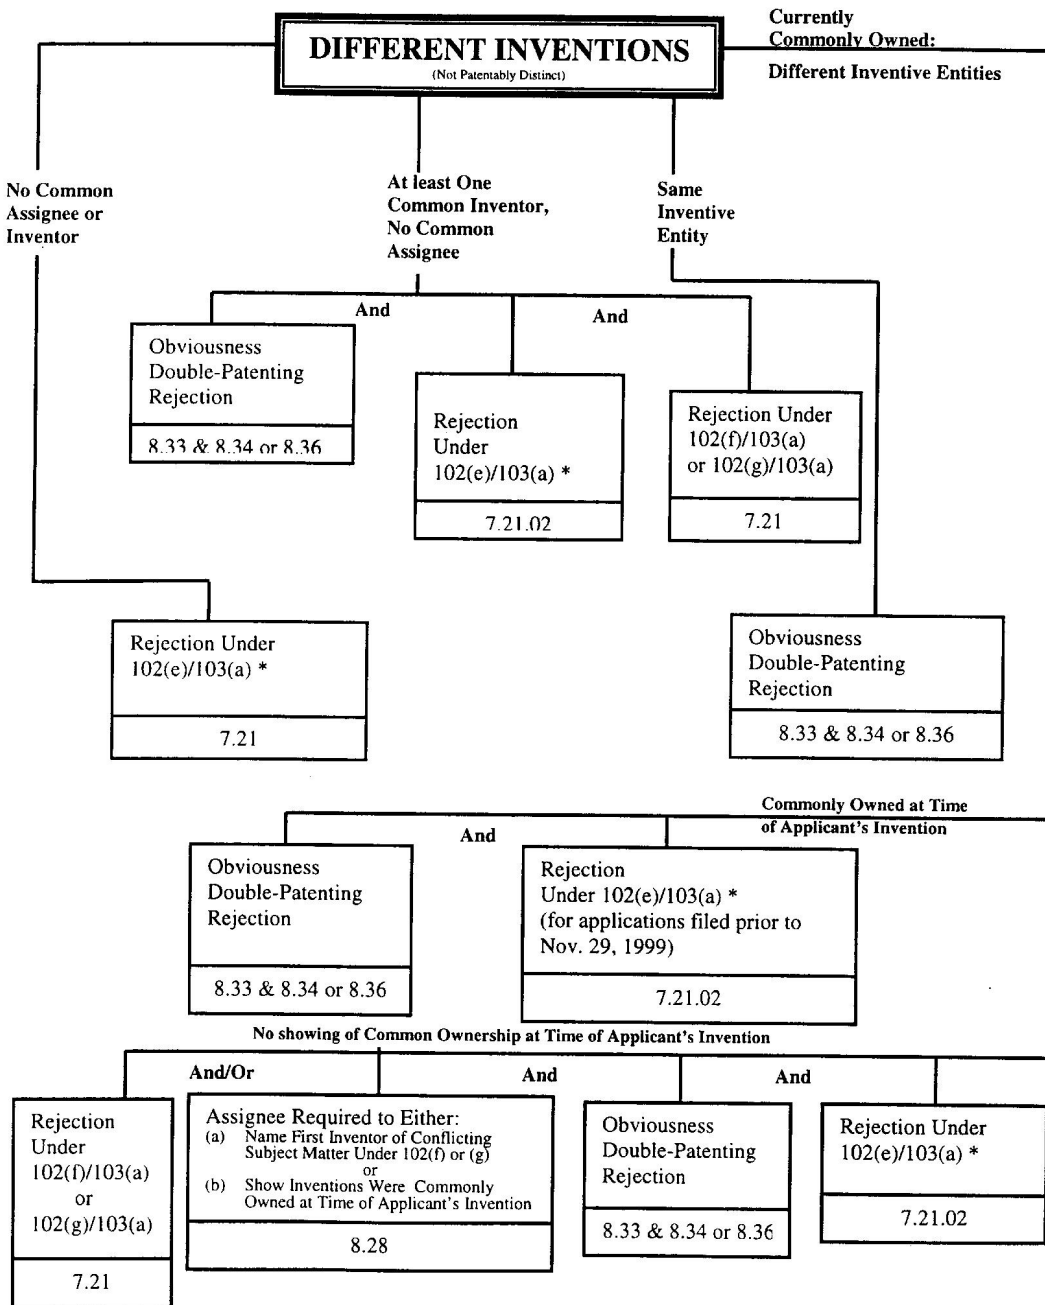 DIFFERENT INVENTIONS
(Not Patentably Distinct)
Currently
Commonly Owned:
Different Inventive Entities
No Common
Assignee or
Inventor
At least One
Common Inventor,
No Common
Assignee
Same
Inventive
Entity
And
And
Obviousness
Double-Patenting
Rejection
8.33 & 8.34 or 8.36
Rejection
Under
102(e)/103(a) *
7.21.02
Rejection Under
102(f)/103(a)
or 102(g)/103(a)
7.21
Rejection Under
102(e)/103(a) *
7.21
Obviousness
Double-Patenting
Rejection
8.33 & 8.34 or 8.36
Commonly Owned at Time
of Applicant's Invention
And
Obviousness
Double-Patenting
Rejection
8.33 & 8.34 or 8.36
Rejection
Under 102(e)/103(a) *
(for applications filed prior to
Nov. 29, 1999)
7.21.02
No showing of Common Ownership at Time of Applicant's Invention
And/Or
And
And
Rejection
Under
102(f)/103(a)
or
102(g)/103(a)
7.21
Assignee Required to Either:
(a) Name First Inventor of Conflicting
Subject Matter Under 102(f) or (g)
or
(b) Show Inventions Were Commonly
Owned at Time of Applicant's Invention
8.28
Obviousness
Double-Patenting
Rejection
8.33 & 8.34 or 8.36
Rejection Under
102(e)/103(a) *
7.21.02